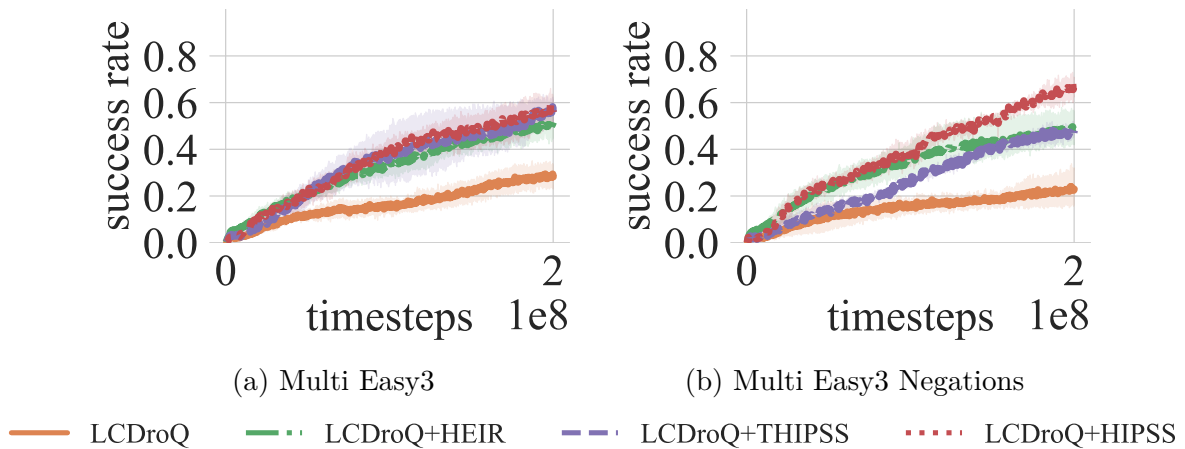 success rate
0.8
0.6
0.4
0.2
0.0
0
2
timesteps
1e8
(a) Multi Easy3
success rate
0.8
0.6
0.4
0.2
0.0
0
2
timesteps
1e8
(b) Multi Easy3 Negations
LCDroQ LCDroQ+HEIR LCDroQ+THIPSS LCDroQ+HIPSS